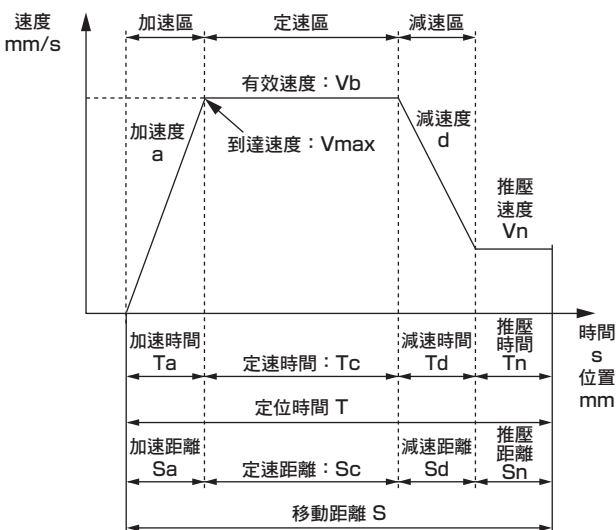 速度
mm/s
加速區
定速區
減速區
有效速度：Vb
加速度
a
到達速度：Vmax
減速度
d
推壓
速度
Vn
加速時間
Ta
定速時間：Tc
減速時間
Td
推壓
時間
Tn
時間
s
位置
mm
定位時間 T
加速距離
Sa
定速距離：Sc
減速距離
Sd
推壓
距離
Sn
移動距離 S